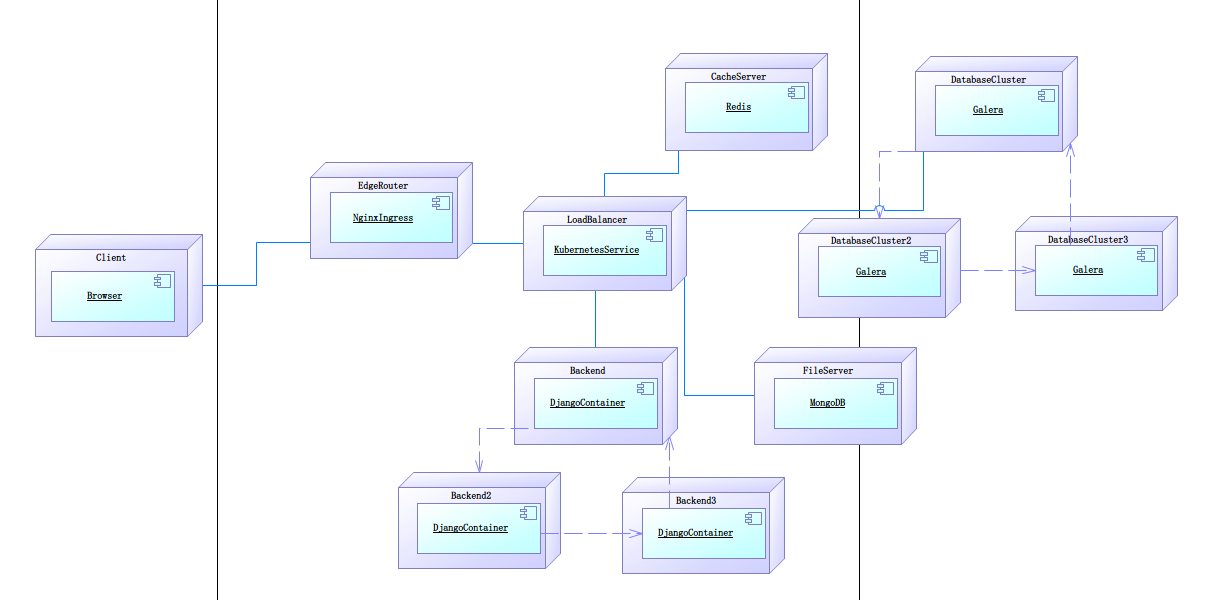 CacheServer
Redis
DatabaseCluster
Galera
EdgeRouter
NginxIngress
LoadBalancer
KubernetesService
Client
Browser
DatabaseCluster2
Galera
DatabaseCluster3
Galera
Backend
DjangoContainer
FileServer
MongoDB
Backend2
DjangoContainer
Backend3
DjangoContainer